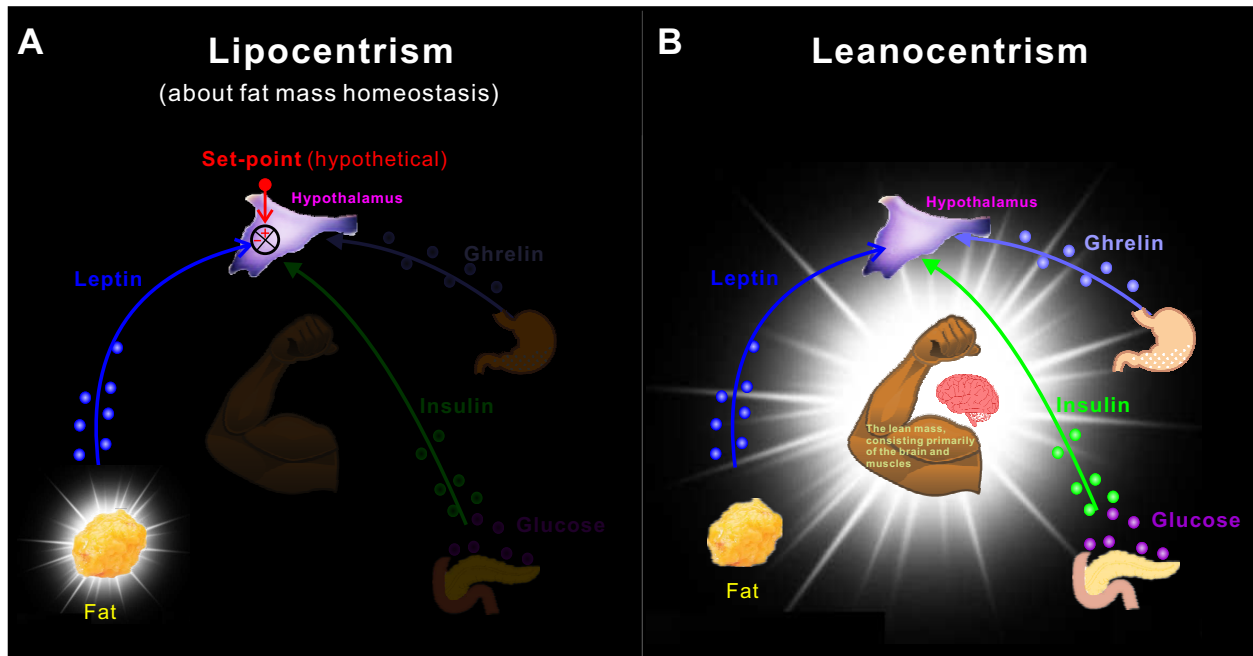 A
Lipocentrism
(about fat mass homeostasis)
Set-point (hypothetical)
Hypothalamus
Leptin
Ghrelin
Insulin
Glucose
Fat
B
Leanocentrism
Hypothalamus
Leptin
Ghrelin
The lean mass,
consisting primarily
of the brain and
muscles
Insulin
Glucose
Fat